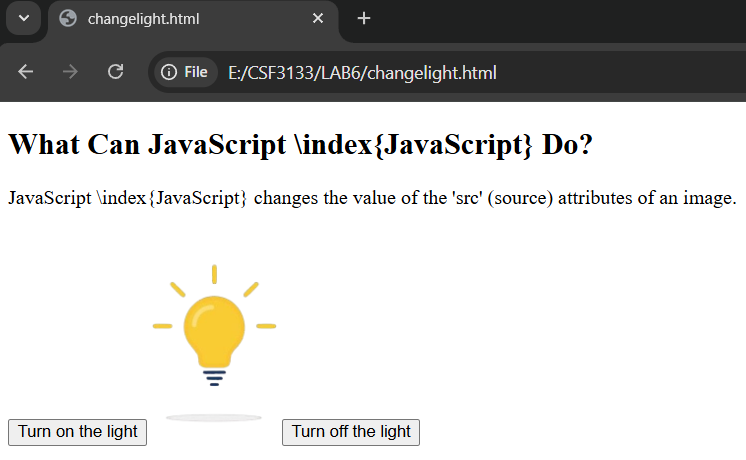 changelight.html
File E:/CSF3133/LAB6/changelight.html
What Can JavaScript \index{JavaScript} Do?
JavaScript \index{JavaScript} changes the value of the 'src' (source) attributes of an image.
Turn on the light Turn off the light